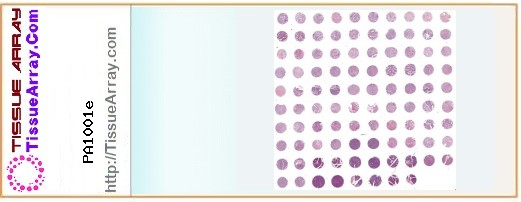 TISSUE ARRAY
TissueArray.Com
PA1001e
http://TissueArray.com